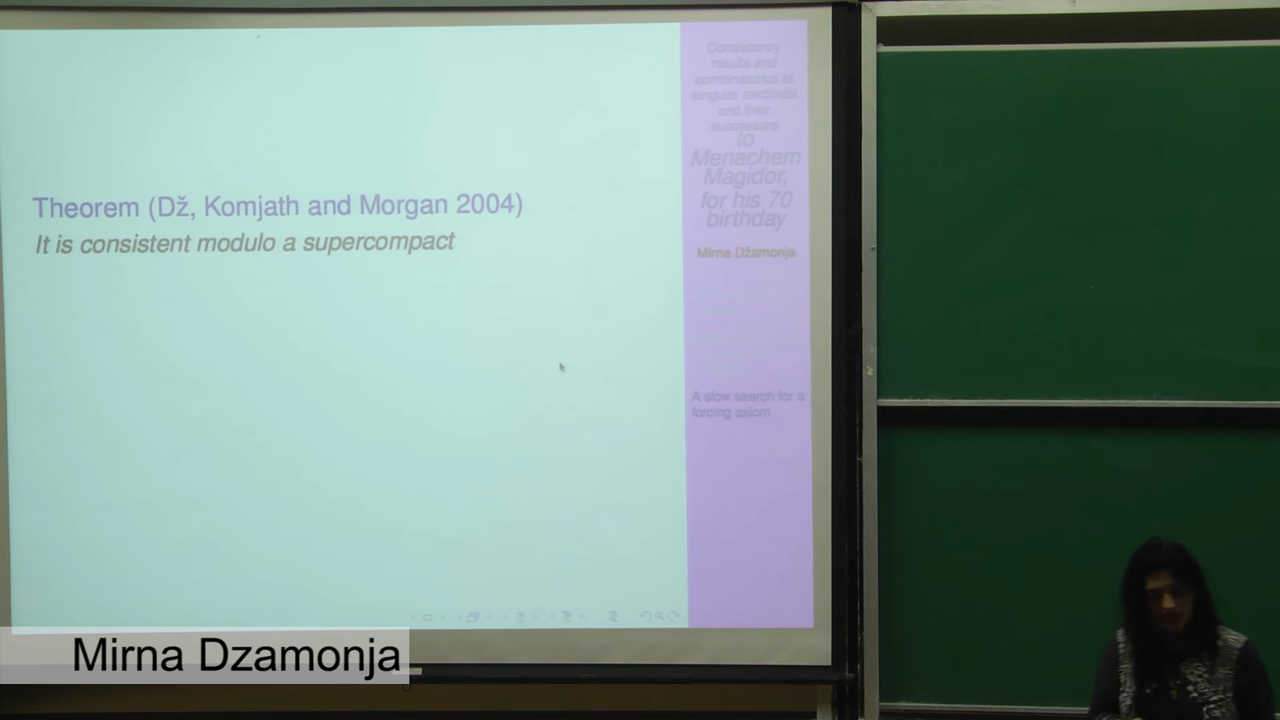 Theorem (Dž, Komjath and Morgan 2004)
It is consistent modulo a supercompact
Consistency
results and
combinatorics at
singular cardinals
and their
successors
to
Menachem
Magidor,
for his 70
birthday
Mirna Džamonja
A slow search for a
forcing axiom
Mirna Dzamonja